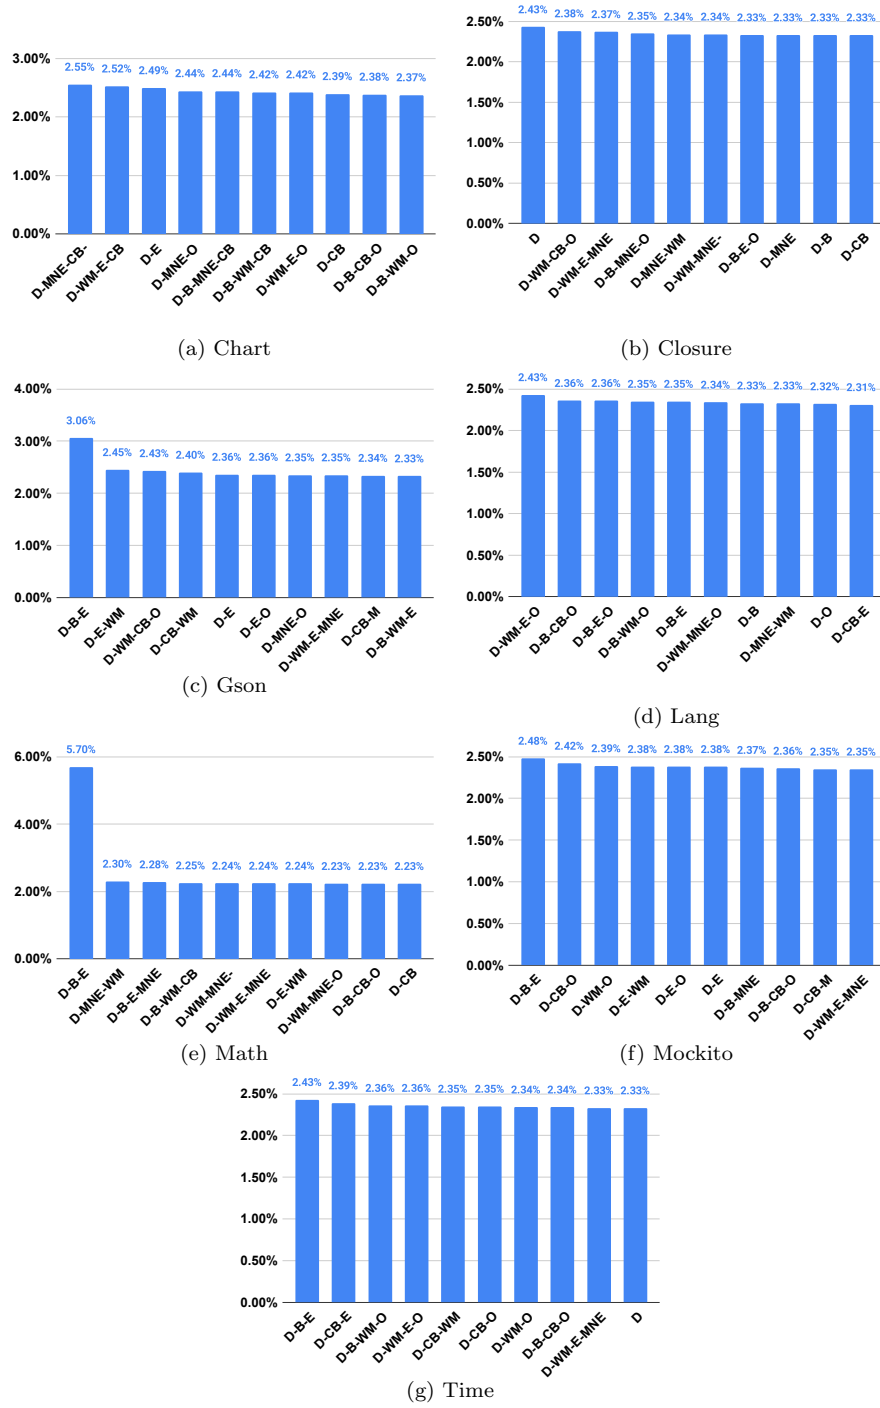 3.00%
2.00%
1.00%
0.00%
2.55% 2.52% 2.49% 2.44% 2.44% 2.42% 2.42% 2.39% 2.38% 2.37%
D-MNE-CB- D-WM-E-CB D-E D-MNE-O D-B-MNE-CB D-B-WM-CB D-WM-E-O D-CB D-B-CB-O D-B-WM-O
(a) Chart
2.50%
2.00%
1.50%
1.00%
0.50%
0.00%
2.43% 2.38% 2.37% 2.35% 2.34% 2.34% 2.33% 2.33% 2.33% 2.33%
D D-WM-CB-O D-WM-E-MNE D-B-MNE-O D-MNE-WM D-WM-MNE- D-B-E-O D-MNE D-B D-CB
(b) Closure
4.00%
3.00%
2.00%
1.00%
0.00%
3.06% 2.45% 2.43% 2.40% 2.36% 2.36% 2.35% 2.35% 2.34% 2.33%
D-B-E D-E-WM D-WM-CB-O D-CB-WM D-E D-E-O D-MNE-O D-WM-E-MNE D-CB-M D-B-WM-E
(c) Gson
2.50%
2.00%
1.50%
1.00%
0.50%
0.00%
2.43% 2.36% 2.36% 2.35% 2.35% 2.34% 2.33% 2.33% 2.32% 2.31%
D-WM-E-O D-B-CB-O D-B-E-O D-B-WM-O D-B-E D-WM-MNE-O D-B D-MNE-WM D-O D-CB-E
(d) Lang
6.00%
4.00%
2.00%
0.00%
5.70% 2.30% 2.28% 2.25% 2.24% 2.24% 2.24% 2.23% 2.23% 2.23%
D-B-E D-MNE-WM D-B-E-MNE D-B-WM-CB D-WM-MNE- D-WM-E-MNE D-E-WM D-WM-MNE-O D-B-CB-O D-CB
(e) Math
2.50%
2.00%
1.50%
1.00%
0.50%
0.00%
2.48% 2.42% 2.39% 2.38% 2.38% 2.38% 2.37% 2.36% 2.35% 2.35%
D-B-E D-CB-O D-WM-O D-E-WM D-E-O D-E D-B-MNE D-B-CB-O D-CB-M D-WM-E-MNE
(f) Mockito
2.50%
2.00%
1.50%
1.00%
0.50%
0.00%
2.43% 2.39% 2.36% 2.36% 2.35% 2.35% 2.34% 2.34% 2.33% 2.33%
D-B-E D-CB-E D-B-WM-O D-WM-E-O D-CB-WM D-CB-O D-WM-O D-B-CB-O D-WM-E-MNE D
(g) Time